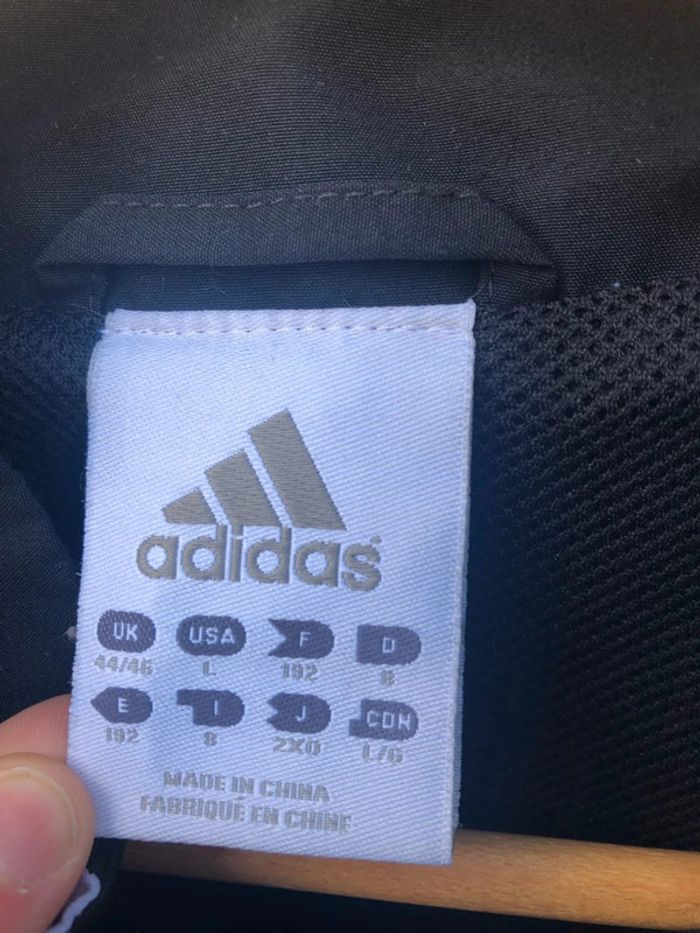 adidas
UK USA F D
44/46 L 192 8
E I J CDN
192 8 2XO L/G
MADE IN CHINA
FABRIQUÉ EN CHINE